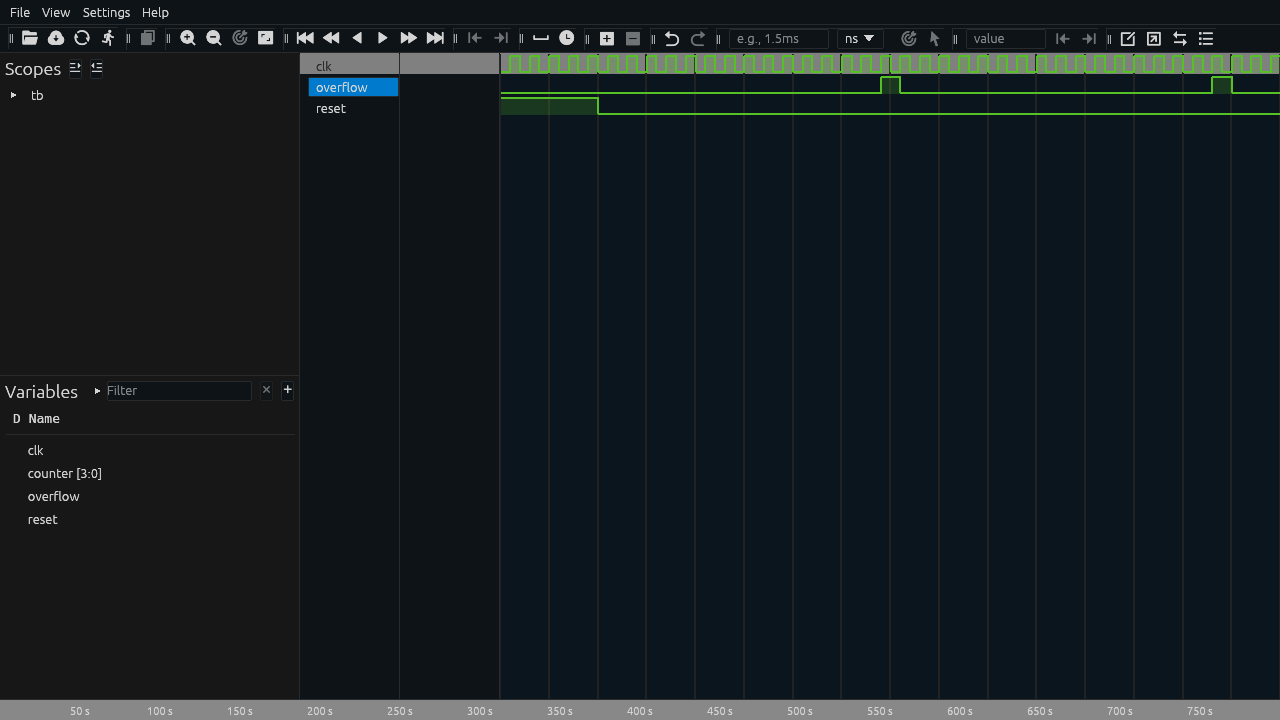 File View Settings Help
e.g., 1.5ms ns value
Scopes
tb
clk
overflow
reset
Variables Filter
D Name
clk
counter [3:0]
overflow
reset
50 s 100 s 150 s 200 s 250 s 300 s 350 s 400 s 450 s 500 s 550 s 600 s 650 s 700 s 750 s